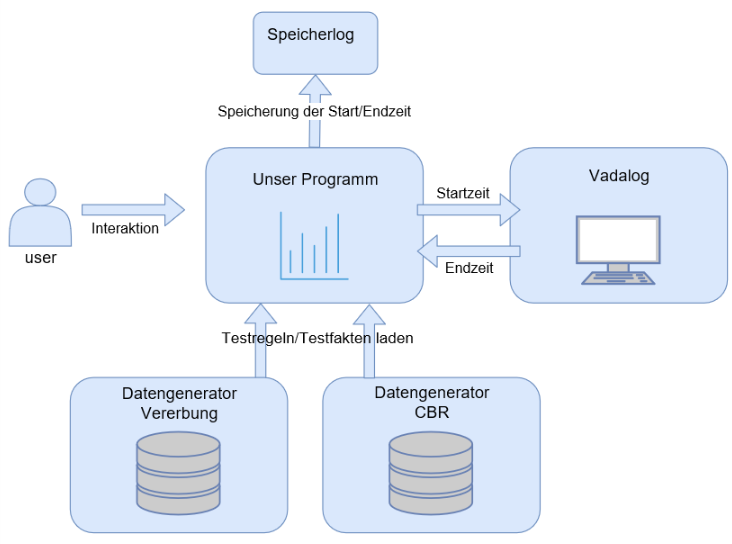 Speicherlog
Speicherung der Start/Endzeit
Unser Programm
Vadalog
Startzeit
Interaktion
user
Endzeit
Testregeln/Testfakten laden
Datengenerator
Vererbung
Datengenerator
CBR